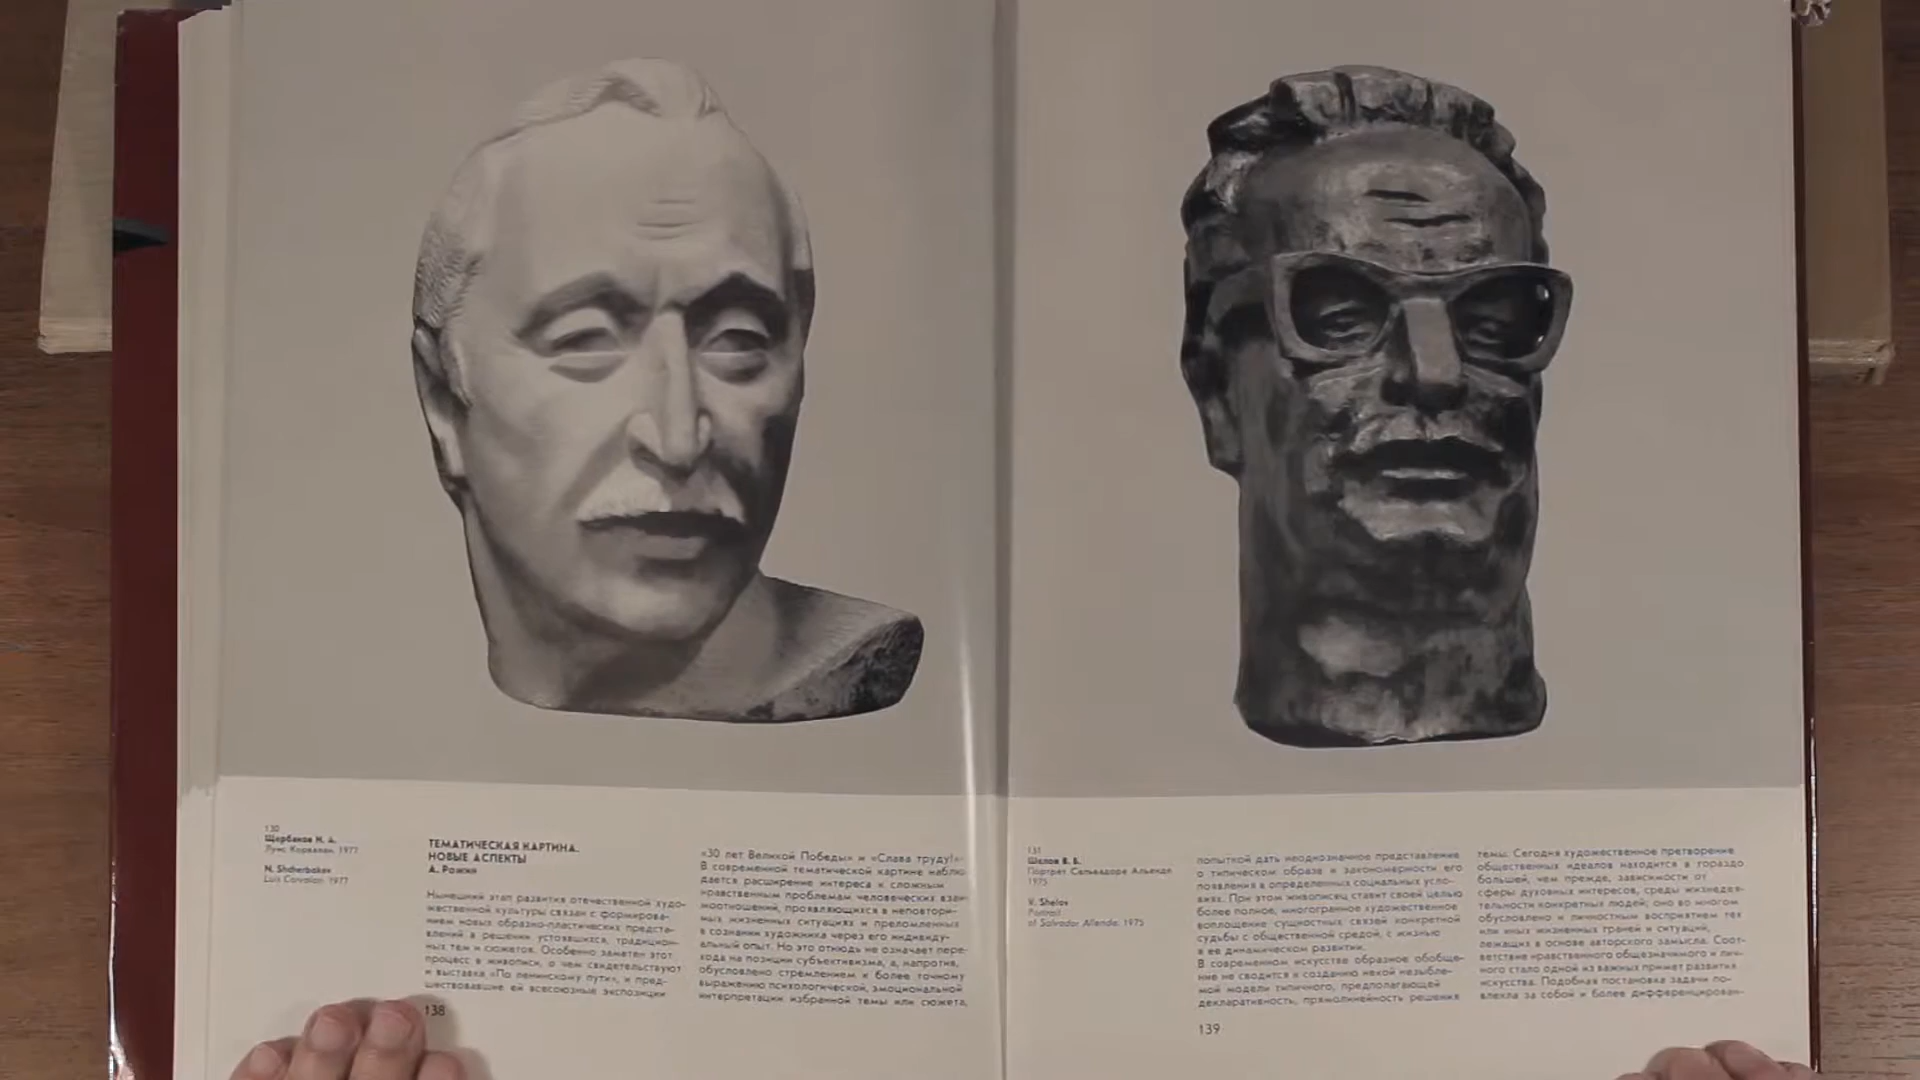 130
Щербаков Н. А.
Луис Корвалан. 1977
N. Shcherbakov
Luis Corvalan. 1977
ТЕМАТИЧЕСКАЯ КАРТИНА.
НОВЫЕ АСПЕКТЫ
А. Рожин
Нынешний этап развития отечественной худо-
жественной культуры связан с формирова-
нием новых образно-пластических предста-
влений в решении устоявшихся, традицион-
ных тем и сюжетов. Особенно заметен этот
процесс в живописи, о чем свидетельствуют
и выставка «По ленинскому пути», и пред-
шествовавшие ей всесоюзные экспозиции
138
«30 лет Великой Победы» и «Слава труду!».
В современной тематической картине наблю-
дается расширение интереса к сложным
нравственным проблемам человеческих взаи-
моотношений, проявляющихся в неповтори-
мых жизненных ситуациях и преломленных
в сознании художника через его индивиду-
альный опыт. Но это отнюдь не означает пере-
хода на позиции субъективизма, а, напротив,
обусловлено стремлением к более точному
выражению психологической, эмоциональной
интерпретации избранной темы или сюжета,
131
Шелов В. Б.
Портрет Сальвадоре Альенде
1975
V. Shelov
Portrait
of Salvador Allende. 1975
попыткой дать неоднозначное представление
о типическом образе и закономерности его
появления в определенных социальных усло-
виях. При этом живописец ставит своей целью
более полное, многогранное художественное
воплощение сущностных связей конкретной
судьбы с общественной средой, с жизнью
в ее динамическом развитии.
В современном искусстве образное обобще-
ние не сводится к созданию некой незыбле-
мой модели типичного, предполагающей
декларативность, прямолинейность решения
139
темы. Сегодня художественное претворение
общественных идеалов находится в гораздо
большей, чем прежде, зависимости от
сферы духовных интересов, среды жизнедея-
тельности конкретных людей; оно во многом
обусловлено и личностным восприятием тех
или иных жизненных граней и ситуаций,
лежащих в основе авторского замысла. Соот-
ветствие нравственного общезначимого и лич-
ного стало одной из важных примет развития
искусства. Подобная постановка задачи по-
влекла за собой и более дифференцирован-